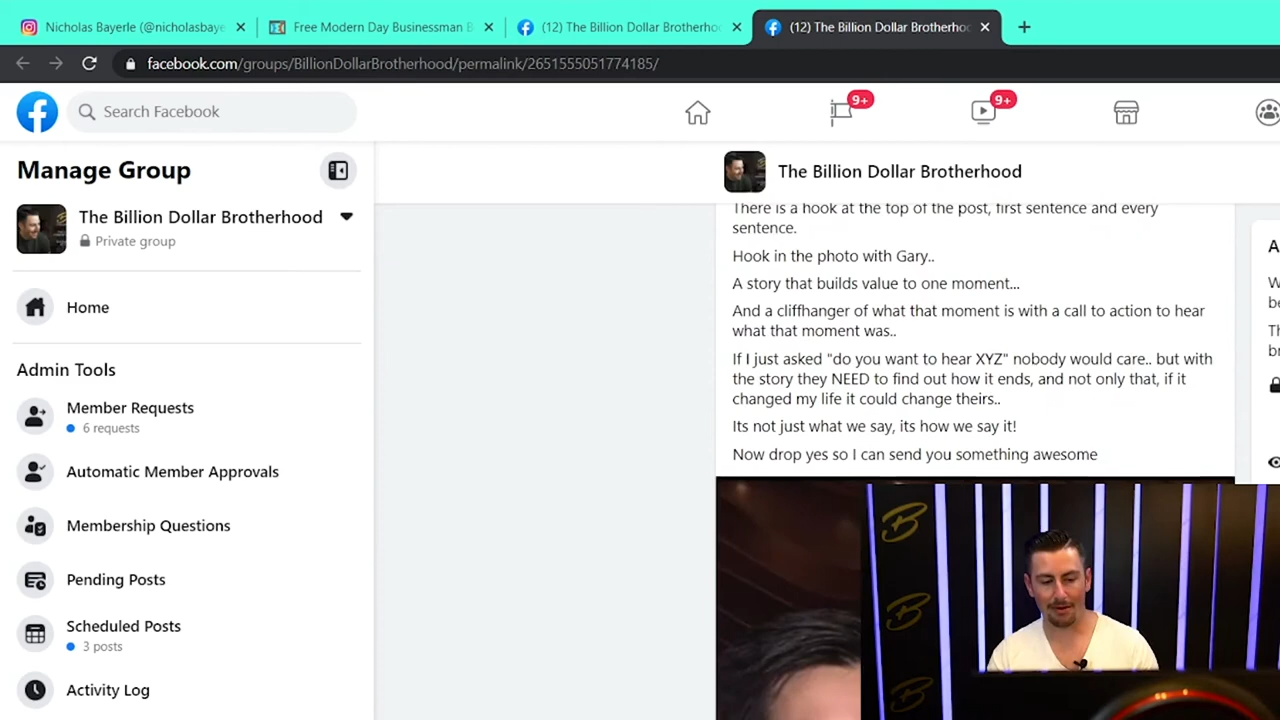 Nicholas Bayerle (@nicholasbaye
Free Modern Day Businessman B
(12) The Billion Dollar Brotherho
(12) The Billion Dollar Brotherho
facebook.com/groups/BillionDollarBrotherhood/permalink/2651555051774185/
Search Facebook
9+
9+
Manage Group
The Billion Dollar Brotherhood
Private group
Home
Admin Tools
Member Requests
6 requests
Automatic Member Approvals
Membership Questions
Pending Posts
Scheduled Posts
3 posts
Activity Log
The Billion Dollar Brotherhood
There is a hook at the top of the post, first sentence and every
sentence.
Hook in the photo with Gary..
A story that builds value to one moment...
And a cliffhanger of what that moment is with a call to action to hear
what that moment was..
If I just asked "do you want to hear XYZ" nobody would care.. but with
the story they NEED to find out how it ends, and not only that, if it
changed my life it could change theirs..
Its not just what we say, its how we say it!
Now drop yes so I can send you something awesome
B
B
B